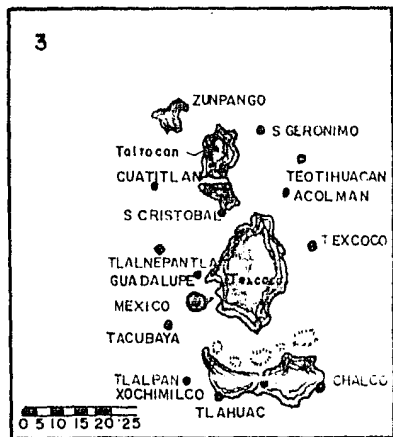 3
ZUNPANGO
S GERONIMO
Taltocan
TEOTIHUACAN
CUATITLAN
ACOLMAN
S CRISTOBAL
TEXCOCO
TLALNEPANTLA
GUADALUPE
TEXCOCO
MEXICO
TACUBAYA
TLALPAN
CHALCO
XOCHIMILCO
TLAHUAC
0 5 10 15 20 25